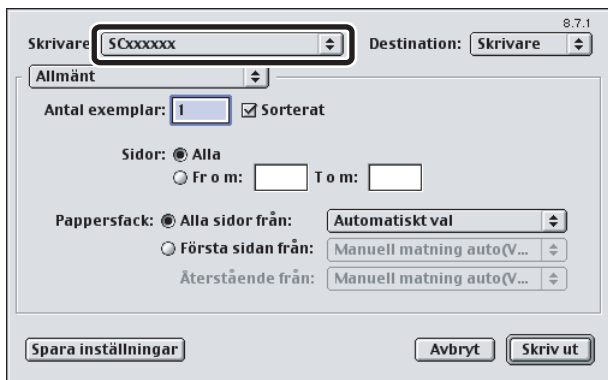 8.7.1
Skrivare SCxxxxxx Destination: Skrivare
Allmänt
Antal exemplar: 1 Sorterat
Sidor: Alla
Fr o m: T o m:
Pappersfack: Alla sidor från: Automatiskt val
Första sidan från: Manuell matning auto(V...
Återstående från: Manuell matning auto(V...
Spara inställningar Avbryt Skriv ut